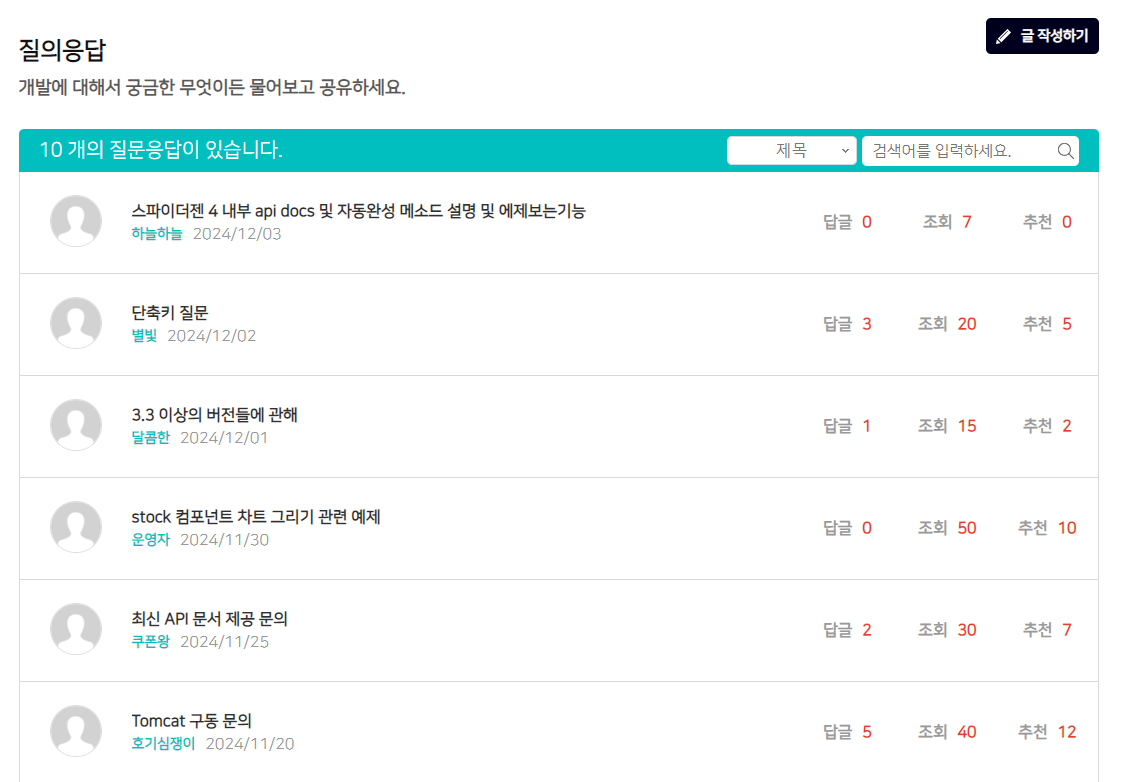 글 작성하기
질의응답
개발에 대해서 궁금한 무엇이든 물어보고 공유하세요.
10 개의 질문응답이 있습니다. 제목 검색어를 입력하세요.
스파이더젠 4 내부 api docs 및 자동완성 메소드 설명 및 에제보는기능
하늘하늘 2024/12/03
답글 0 조회 7 추천 0
단축키 질문
별빛 2024/12/02
답글 3 조회 20 추천 5
3.3 이상의 버전들에 관해
달콤한 2024/12/01
답글 1 조회 15 추천 2
stock 컴포넌트 차트 그리기 관련 예제
운영자 2024/11/30
답글 0 조회 50 추천 10
최신 API 문서 제공 문의
쿠폰왕 2024/11/25
답글 2 조회 30 추천 7
Tomcat 구동 문의
호기심쟁이 2024/11/20
답글 5 조회 40 추천 12